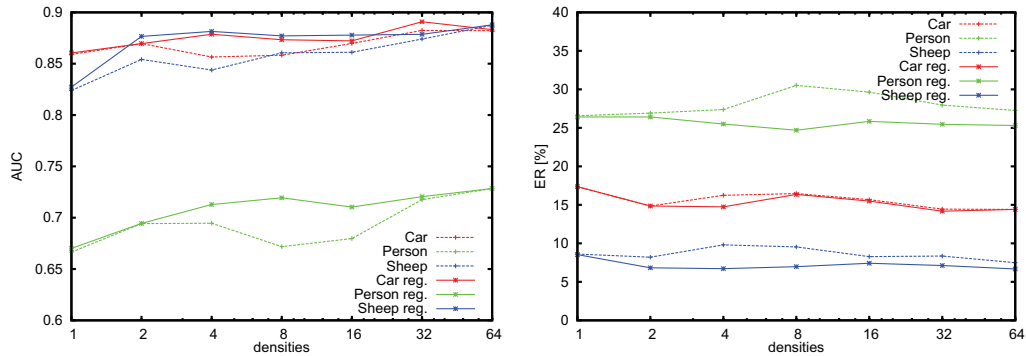 0.9
0.85
0.8
0.75
0.7
0.65
0.6
AUC
1 2 4 8 16 32 64
densities
Car
Person
Sheep
Car reg.
Person reg.
Sheep reg.
40
35
30
25
20
15
10
5
0
ER [%]
1 2 4 8 16 32 64
densities
Car
Person
Sheep
Car reg.
Person reg.
Sheep reg.